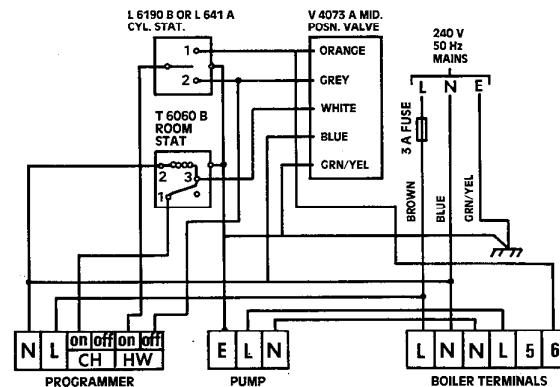 L 6190 B OR L 641 A
CYL. STAT.
V 4073 A MID.
POSN. VALVE
240 V
50 Hz
MAINS
1
2
ORANGE
GREY
WHITE
BLUE
GRN/YEL
L N E
3 A FUSE
BROWN
BLUE
GRN/YEL
T 6060 B
ROOM
STAT
2 3
1
N L on off on off
CH HW
PROGRAMMER
E L N
PUMP
L N N L 5 6
BOILER TERMINALS